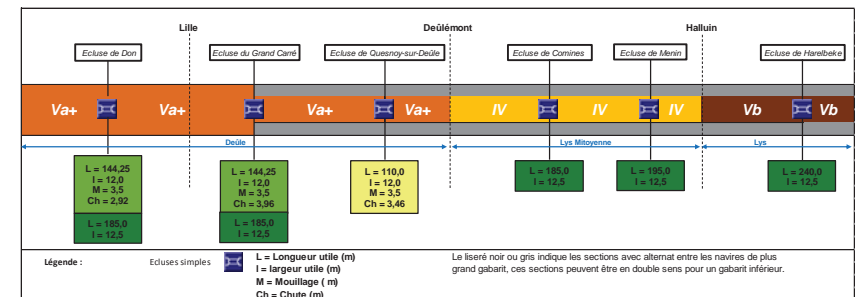 Lille
Deûlémont
Halluin
Ecluse de Don
Ecluse du Grand Carré
Ecluse de Quesnoy-sur-Deûle
Ecluse de Comines
Ecluse de Menin
Ecluse de Harelbeke
Va+
Va+
Va+
Va+
IV
IV
IV
Vb
Vb
Deûle
Lys Mitoyenne
Lys
L = 144,25
l = 12,0
M = 3,5
Ch = 2,92
L = 185,0
l = 12,5
L = 144,25
l = 12,0
M = 3,5
Ch = 3,96
L = 185,0
l = 12,5
L = 110,0
l = 12,0
M = 3,5
Ch = 3,46
L = 185,0
l = 12,5
L = 195,0
l = 12,5
L = 240,0
l = 12,5
Légende :
Ecluses simples
L = Longueur utile (m)
l = largeur utile (m)
M = Mouillage ( m)
Ch = Chute (m)
Le liseré noir ou gris indique les sections avec alternat entre les navires de plus
grand gabarit, ces sections peuvent être en double sens pour un gabarit inférieur.